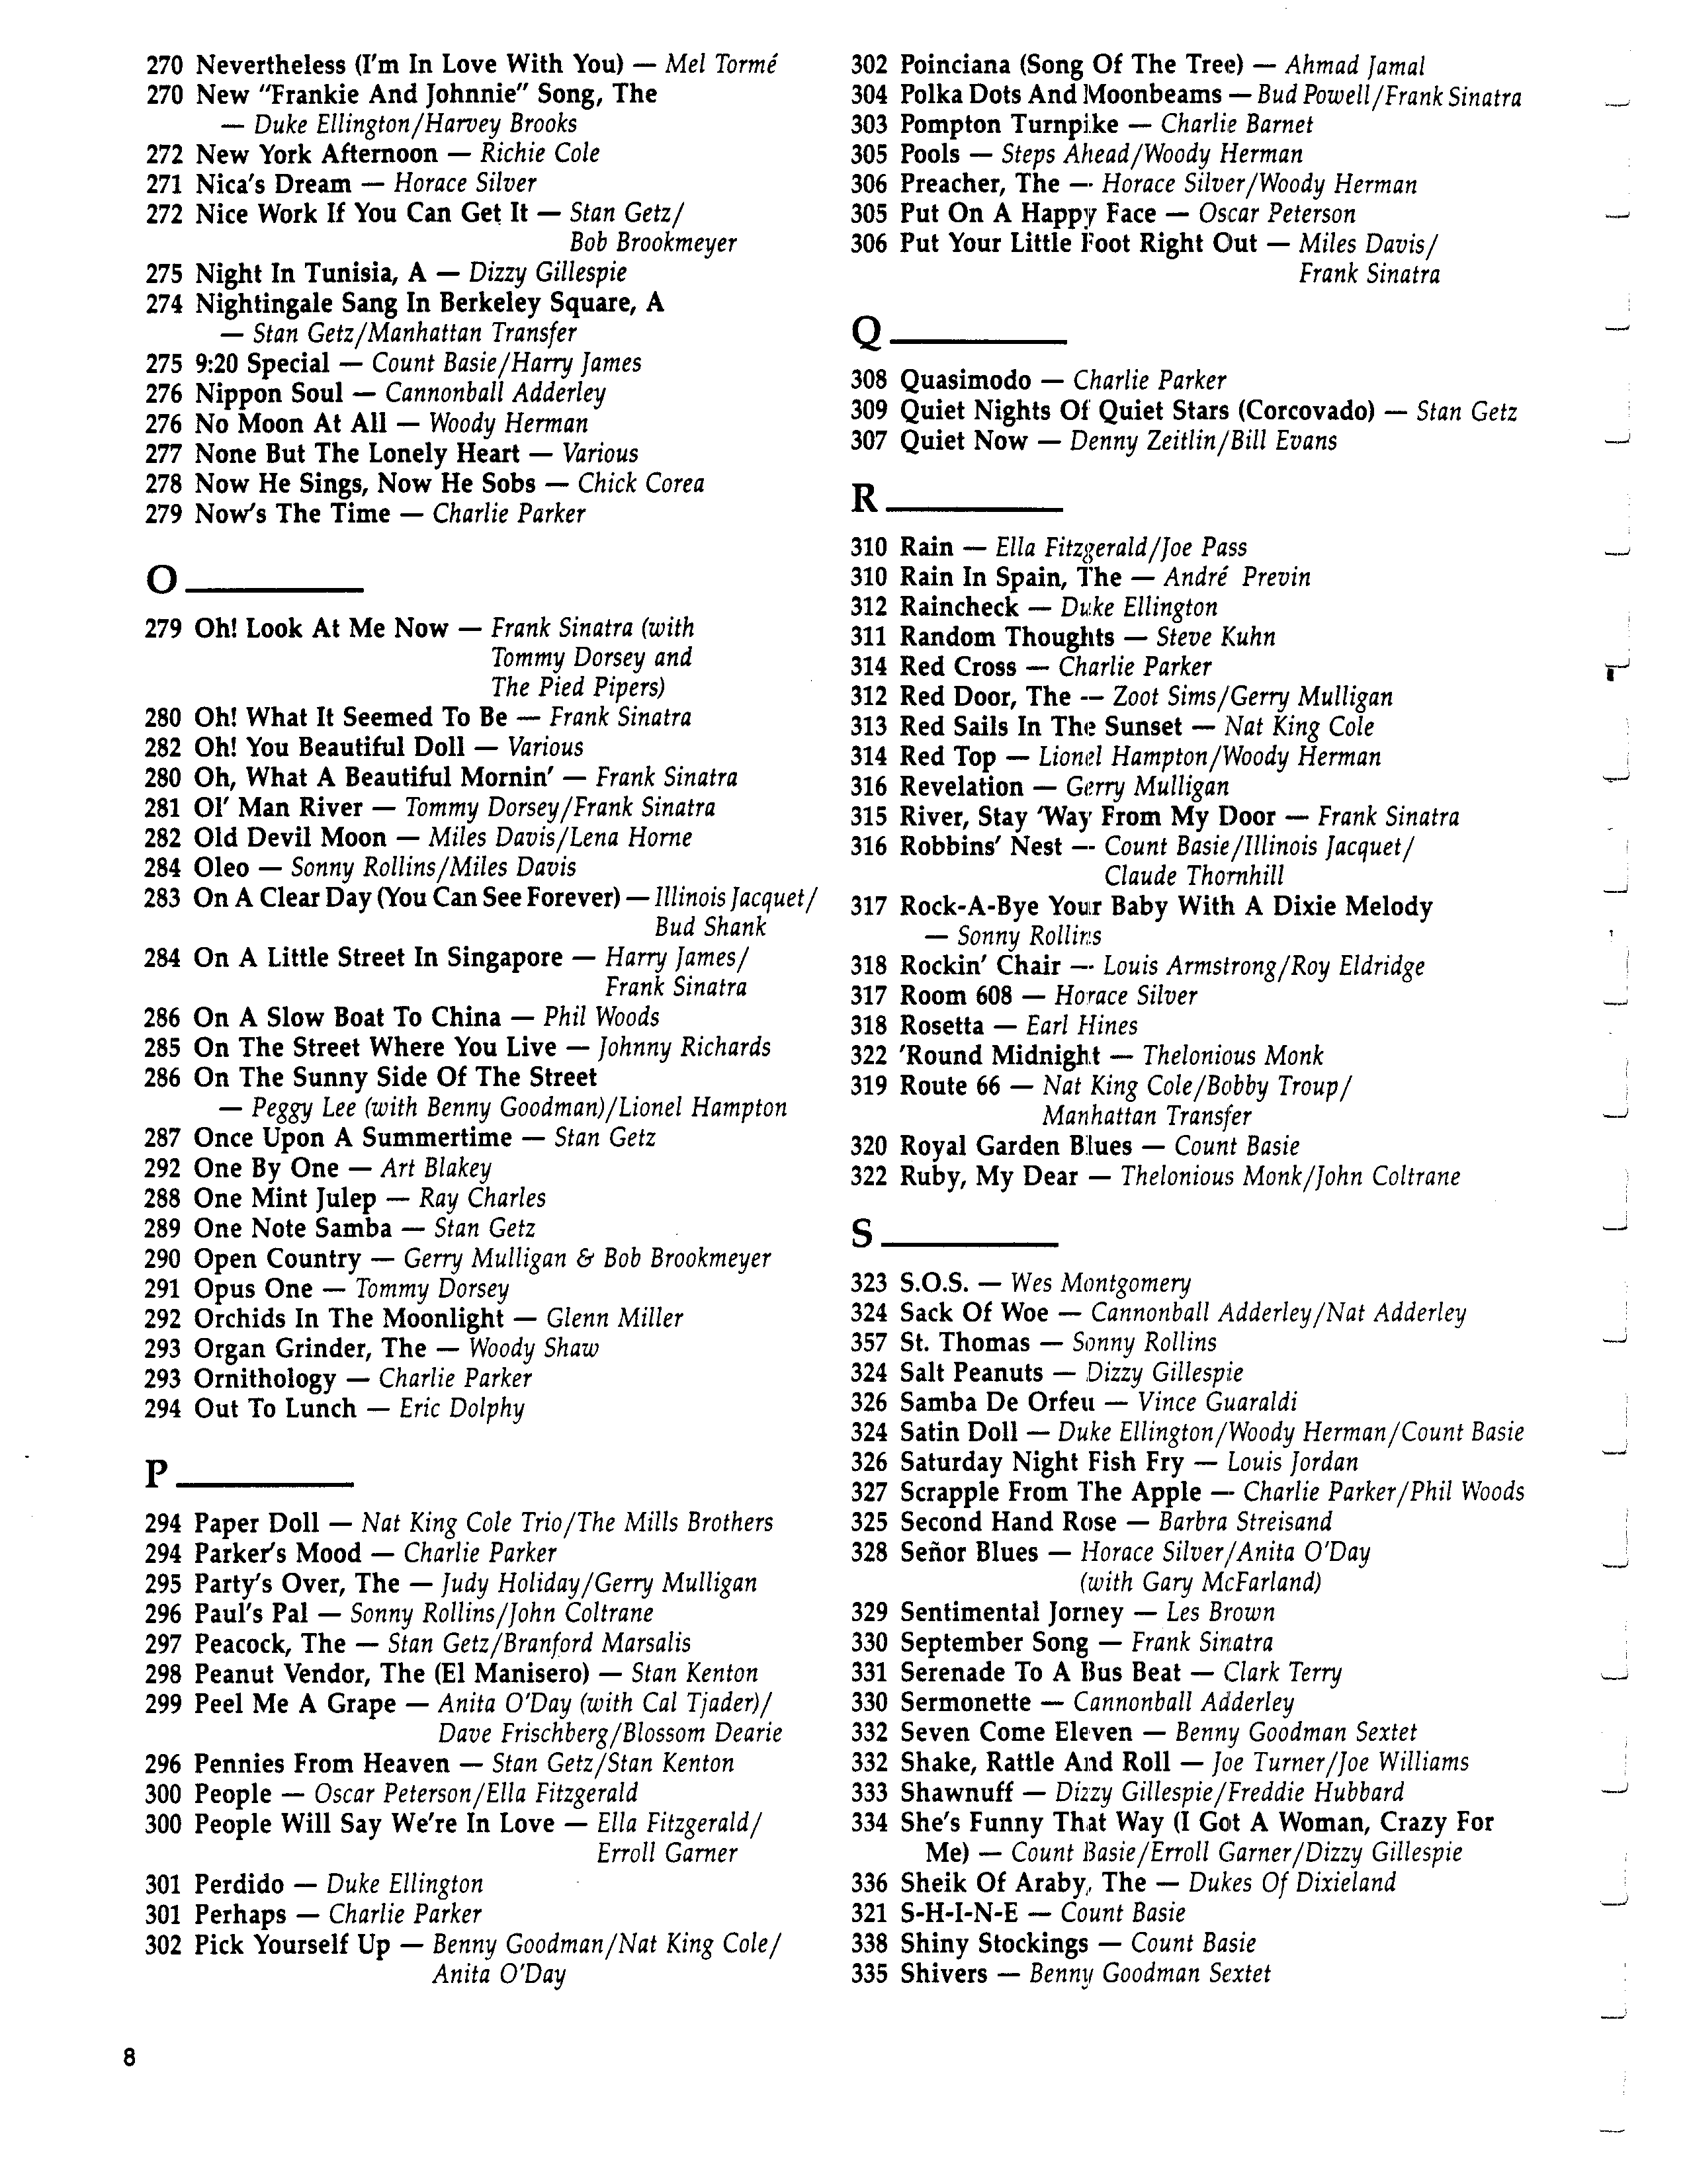 270 Nevertheless (I'm In Love With You) — Mel Tormé
270 New "Frankie And Johnnie" Song, The
— Duke Ellington/Harvey Brooks
272 New York Afternoon — Richie Cole
271 Nica's Dream — Horace Silver
272 Nice Work If You Can Get It — Stan Getz/
Bob Brookmeyer
275 Night In Tunisia, A — Dizzy Gillespie
274 Nightingale Sang In Berkeley Square, A
— Stan Getz/Manhattan Transfer
275 9:20 Special — Count Basie/Harry James
276 Nippon Soul — Cannonball Adderley
276 No Moon At All — Woody Herman
277 None But The Lonely Heart — Various
278 Now He Sings, Now He Sobs — Chick Corea
279 Now's The Time — Charlie Parker
O
279 Oh! Look At Me Now — Frank Sinatra (with
Tommy Dorsey and
The Pied Pipers)
280 Oh! What It Seemed To Be — Frank Sinatra
282 Oh! You Beautiful Doll — Various
280 Oh, What A Beautiful Mornin' — Frank Sinatra
281 Ol' Man River — Tommy Dorsey/Frank Sinatra
282 Old Devil Moon — Miles Davis/Lena Horne
284 Oleo — Sonny Rollins/Miles Davis
283 On A Clear Day (You Can See Forever) — Illinois Jacquet/
Bud Shank
284 On A Little Street In Singapore — Harry James/
Frank Sinatra
286 On A Slow Boat To China — Phil Woods
285 On The Street Where You Live — Johnny Richards
286 On The Sunny Side Of The Street
— Peggy Lee (with Benny Goodman)/Lionel Hampton
287 Once Upon A Summertime — Stan Getz
292 One By One — Art Blakey
288 One Mint Julep — Ray Charles
289 One Note Samba — Stan Getz
290 Open Country — Gerry Mulligan & Bob Brookmeyer
291 Opus One — Tommy Dorsey
292 Orchids In The Moonlight — Glenn Miller
293 Organ Grinder, The — Woody Shaw
293 Ornithology — Charlie Parker
294 Out To Lunch — Eric Dolphy
P
294 Paper Doll — Nat King Cole Trio/The Mills Brothers
294 Parker's Mood — Charlie Parker
295 Party's Over, The — Judy Holiday/Gerry Mulligan
296 Paul's Pal — Sonny Rollins/John Coltrane
297 Peacock, The — Stan Getz/Branford Marsalis
298 Peanut Vendor, The (El Manisero) — Stan Kenton
299 Peel Me A Grape — Anita O'Day (with Cal Tjader)/
Dave Frischberg/Blossom Dearie
296 Pennies From Heaven — Stan Getz/Stan Kenton
300 People — Oscar Peterson/Ella Fitzgerald
300 People Will Say We're In Love — Ella Fitzgerald/
Erroll Garner
301 Perdido — Duke Ellington
301 Perhaps — Charlie Parker
302 Pick Yourself Up — Benny Goodman/Nat King Cole/
Anita O'Day
302 Poinciana (Song Of The Tree) — Ahmad Jamal
304 Polka Dots And Moonbeams — Bud Powell/Frank Sinatra
303 Pompton Turnpike — Charlie Barnet
305 Pools — Steps Ahead/Woody Herman
306 Preacher, The — Horace Silver/Woody Herman
305 Put On A Happy Face — Oscar Peterson
306 Put Your Little Foot Right Out — Miles Davis/
Frank Sinatra
Q
308 Quasimodo — Charlie Parker
309 Quiet Nights Of Quiet Stars (Corcovado) — Stan Getz
307 Quiet Now — Denny Zeitlin/Bill Evans
R
310 Rain — Ella Fitzgerald/Joe Pass
310 Rain In Spain, The — André Previn
312 Raincheck — Duke Ellington
311 Random Thoughts — Steve Kuhn
314 Red Cross — Charlie Parker
312 Red Door, The — Zoot Sims/Gerry Mulligan
313 Red Sails In The Sunset — Nat King Cole
314 Red Top — Lionel Hampton/Woody Herman
316 Revelation — Gerry Mulligan
315 River, Stay 'Way From My Door — Frank Sinatra
316 Robbins' Nest — Count Basie/Illinois Jacquet/
Claude Thornhill
317 Rock-A-Bye Your Baby With A Dixie Melody
— Sonny Rollins
318 Rockin' Chair — Louis Armstrong/Roy Eldridge
317 Room 608 — Horace Silver
318 Rosetta — Earl Hines
322 'Round Midnight — Thelonious Monk
319 Route 66 — Nat King Cole/Bobby Troup/
Manhattan Transfer
320 Royal Garden Blues — Count Basie
322 Ruby, My Dear — Thelonious Monk/John Coltrane
S
323 S.O.S. — Wes Montgomery
324 Sack Of Woe — Cannonball Adderley/Nat Adderley
357 St. Thomas — Sonny Rollins
324 Salt Peanuts — Dizzy Gillespie
326 Samba De Orfeu — Vince Guaraldi
324 Satin Doll — Duke Ellington/Woody Herman/Count Basie
326 Saturday Night Fish Fry — Louis Jordan
327 Scrapple From The Apple — Charlie Parker/Phil Woods
325 Second Hand Rose — Barbra Streisand
328 Señor Blues — Horace Silver/Anita O'Day
(with Gary McFarland)
329 Sentimental Jorney — Les Brown
330 September Song — Frank Sinatra
331 Serenade To A Bus Beat — Clark Terry
330 Sermonette — Cannonball Adderley
332 Seven Come Eleven — Benny Goodman Sextet
332 Shake, Rattle And Roll — Joe Turner/Joe Williams
333 Shawnuff — Dizzy Gillespie/Freddie Hubbard
334 She's Funny That Way (I Got A Woman, Crazy For
Me) — Count Basie/Erroll Garner/Dizzy Gillespie
336 Sheik Of Araby, The — Dukes Of Dixieland
321 S-H-I-N-E — Count Basie
338 Shiny Stockings — Count Basie
335 Shivers — Benny Goodman Sextet
8